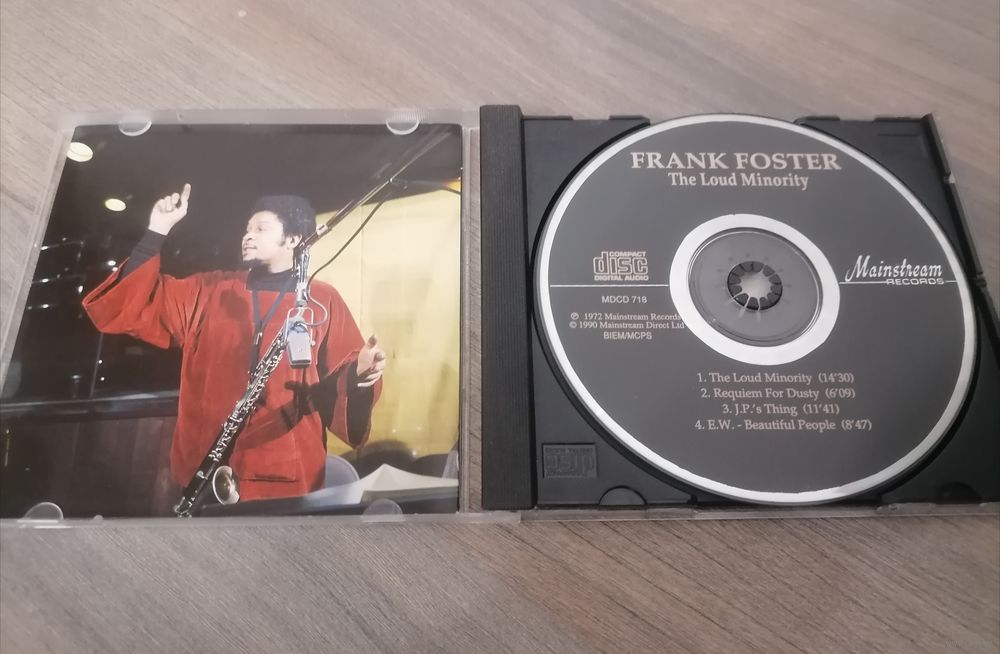 FRANK FOSTER
The Loud Minority
COMPACT
disc
DIGITAL AUDIO
Mainstream
RECORDS
MDCD 718
℗ 1972 Mainstream Records
© 1990 Mainstream Direct Ltd
BIEM/MCPS
1. The Loud Minority (14'30)
2. Requiem For Dusty (6'09)
3. J.P.'s Thing (11'41)
4. E.W. - Beautiful People (8'47)